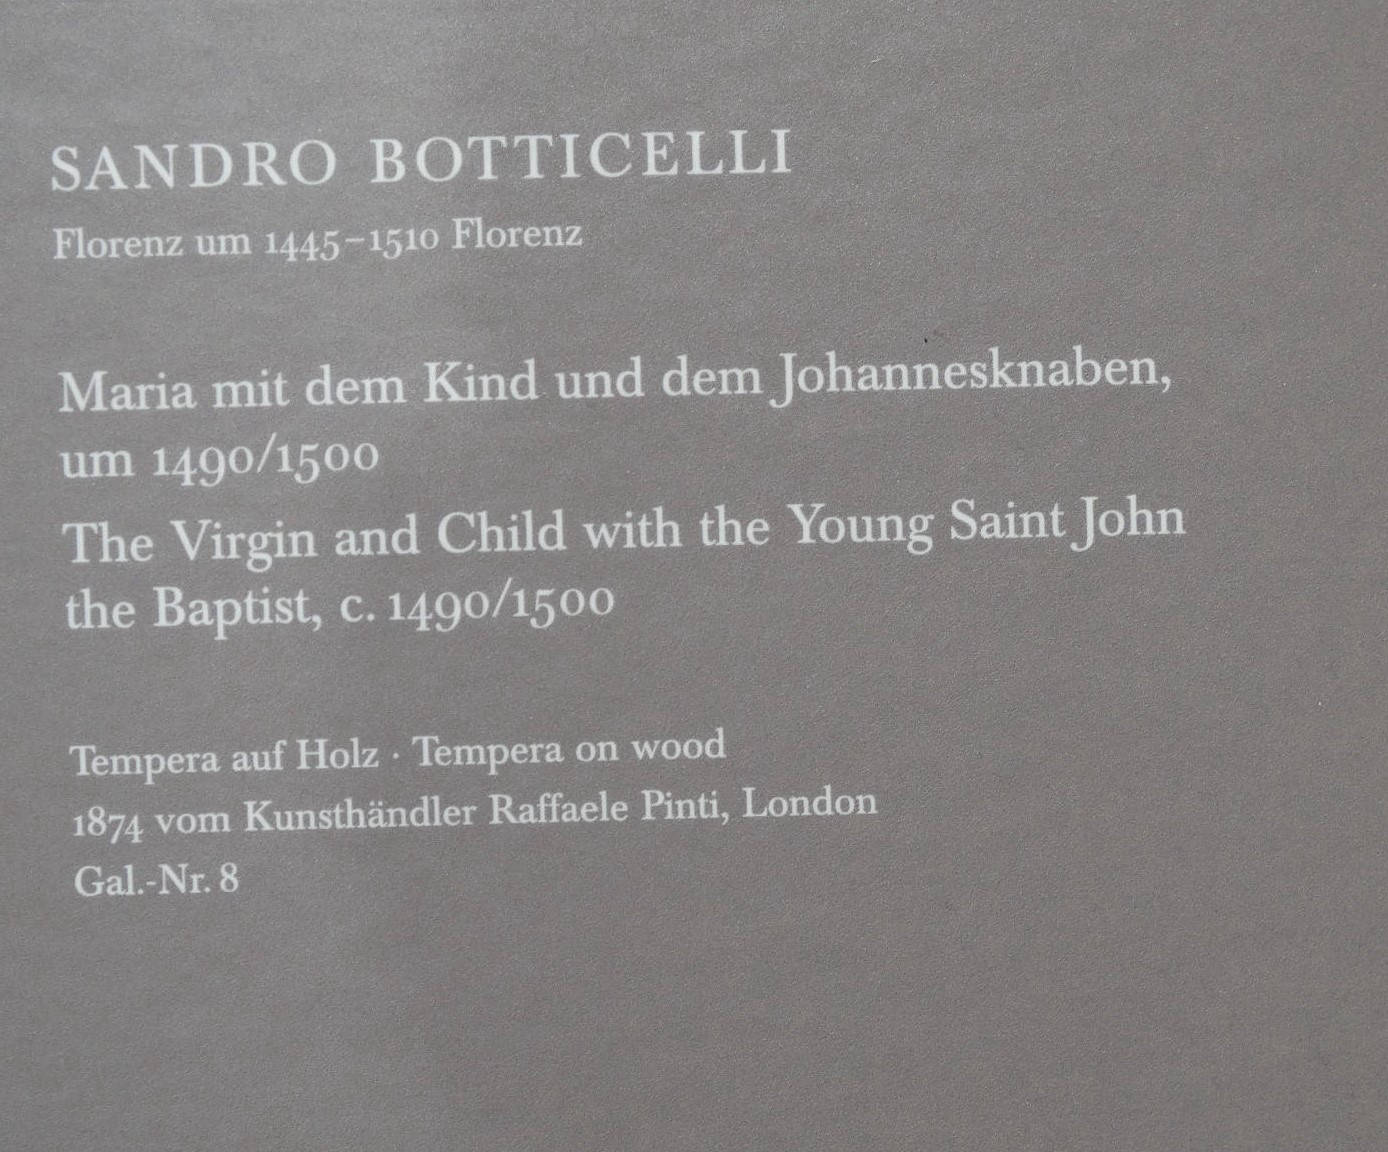 SANDRO BOTTICELLI
Florenz um 1445–1510 Florenz
Maria mit dem Kind und dem Johannesknaben,
um 1490/1500
The Virgin and Child with the Young Saint John
the Baptist, c. 1490/1500
Tempera auf Holz · Tempera on wood
1874 vom Kunsthändler Raffaele Pinti, London
Gal.-Nr. 8